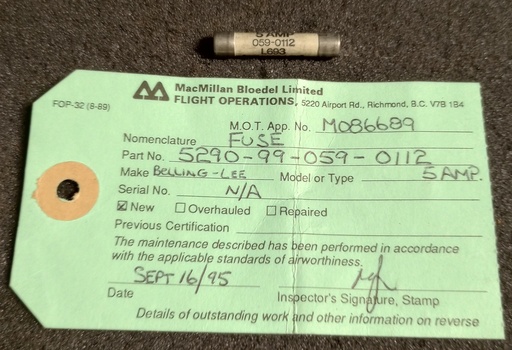 5 AMP
059-0112
L693
MacMillan Bloedel Limited
FOP-32 (8-89)
FLIGHT OPERATIONS, 5220 Airport Rd., Richmond, B.C. V7B 1B4
M.O.T. App. No. M086689
Nomenclature FUSE
Part No. 5290-99-059-0112
Make BELLING-LEE Model or Type 5 AMP.
Serial No. N/A
☒ New ☐ Overhauled ☐ Repaired
Previous Certification
The maintenance described has been performed in accordance
with the applicable standards of airworthiness.
SEPT 16/95
Date Inspector's Signature, Stamp
Details of outstanding work and other information on reverse